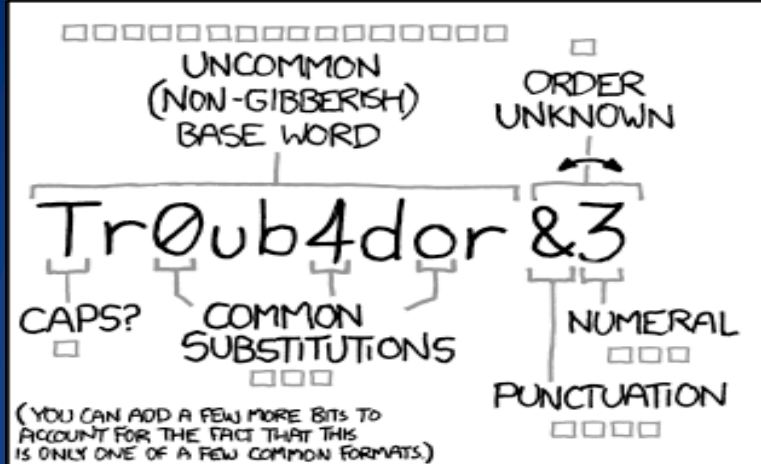 UNCOMMON
(NON-GIBBERISH)
BASE WORD
ORDER
UNKNOWN
Tr0ub4dor &3
CAPS?
COMMON
SUBSTITUTIONS
NUMERAL
PUNCTUATION
(YOU CAN ADD A FEW MORE BITS TO
ACCOUNT FOR THE FACT THAT THIS
IS ONLY ONE OF A FEW COMMON FORMATS.)